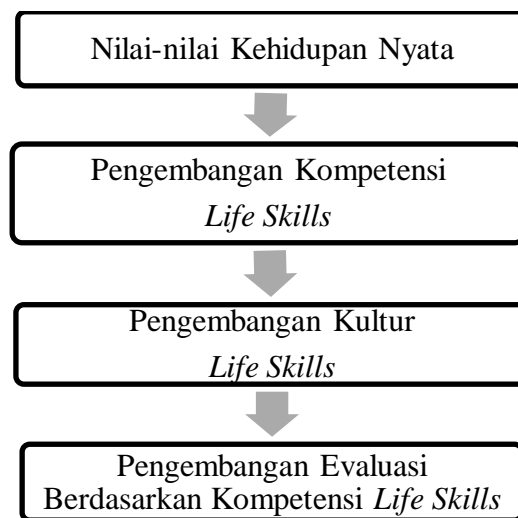 Nilai-nilai Kehidupan Nyata
Pengembangan Kompetensi
Life Skills
Pengembangan Kultur
Life Skills
Pengembangan Evaluasi
Berdasarkan Kompetensi Life Skills